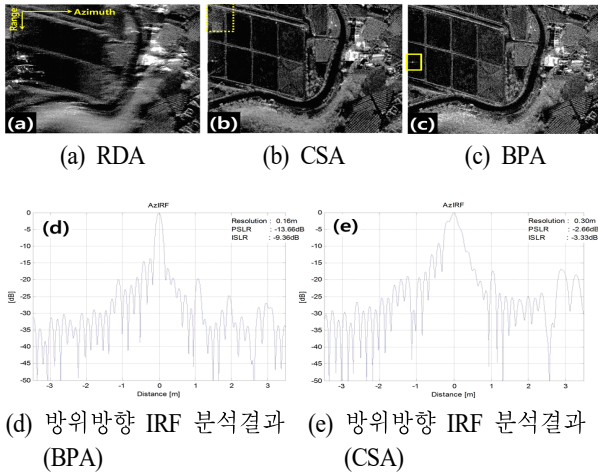 Azimuth
Range
(a)
(b)
(c)
(a) RDA
(b) CSA
(c) BPA
AzIRF
(d)
Resolution : 0.16m
PSLR : -13.66dB
ISLR : -9.36dB
0
-5
-10
-15
-20
-25
-30
-35
-40
-45
-50
[dB]
-3 -2 -1 0 1 2 3
Distance [m]
AzIRF
(e)
Resolution : 0.30m
PSLR : -2.66dB
ISLR : -3.33dB
0
-5
-10
-15
-20
-25
-30
-35
-40
-45
-50
[dB]
-3 -2 -1 0 1 2 3
Distance [m]
(d) 방위방향 IRF 분석결과
(BPA)
(e) 방위방향 IRF 분석결과
(CSA)